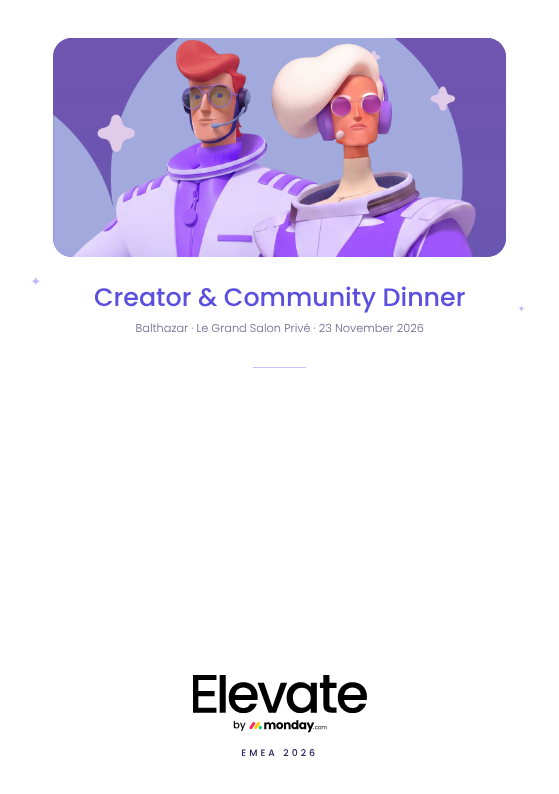 Creator & Community Dinner
Balthazar · Le Grand Salon Privé · 23 November 2026
Elevate
by monday.com
EMEA 2026